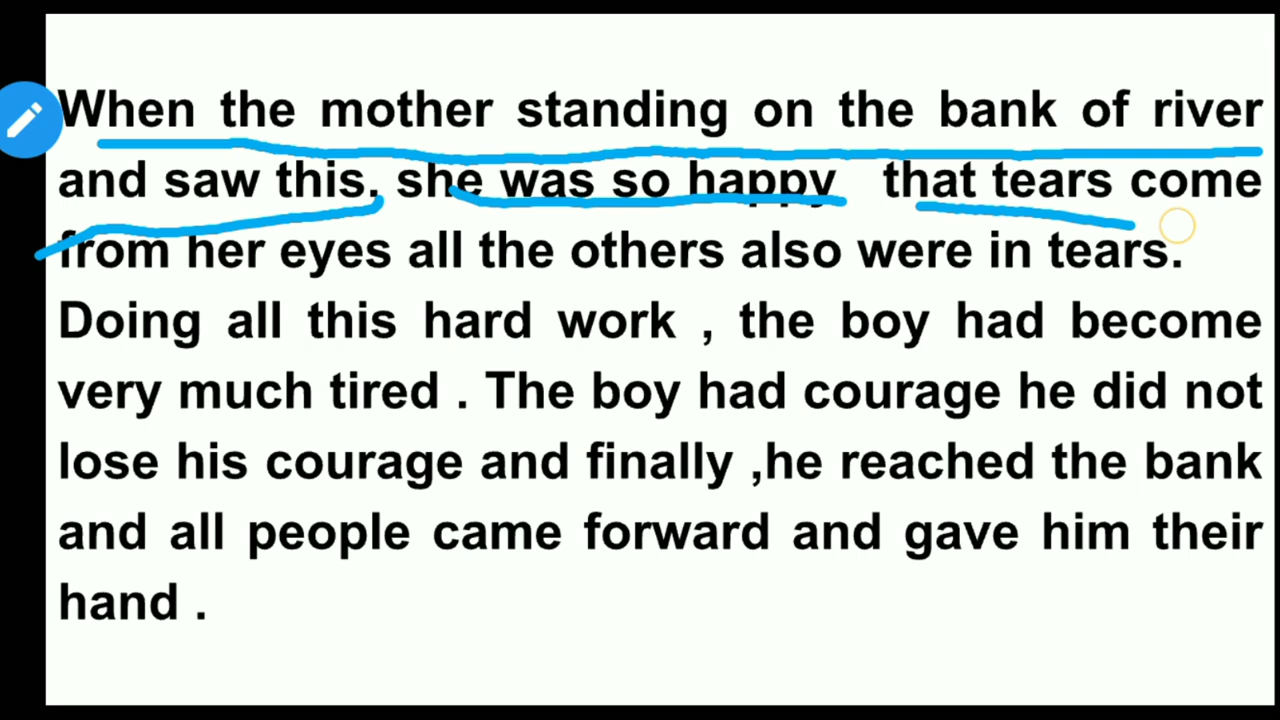 When the mother standing on the bank of river
and saw this, she was so happy that tears come
from her eyes all the others also were in tears.
Doing all this hard work , the boy had become
very much tired . The boy had courage he did not
lose his courage and finally ,he reached the bank
and all people came forward and gave him their
hand .